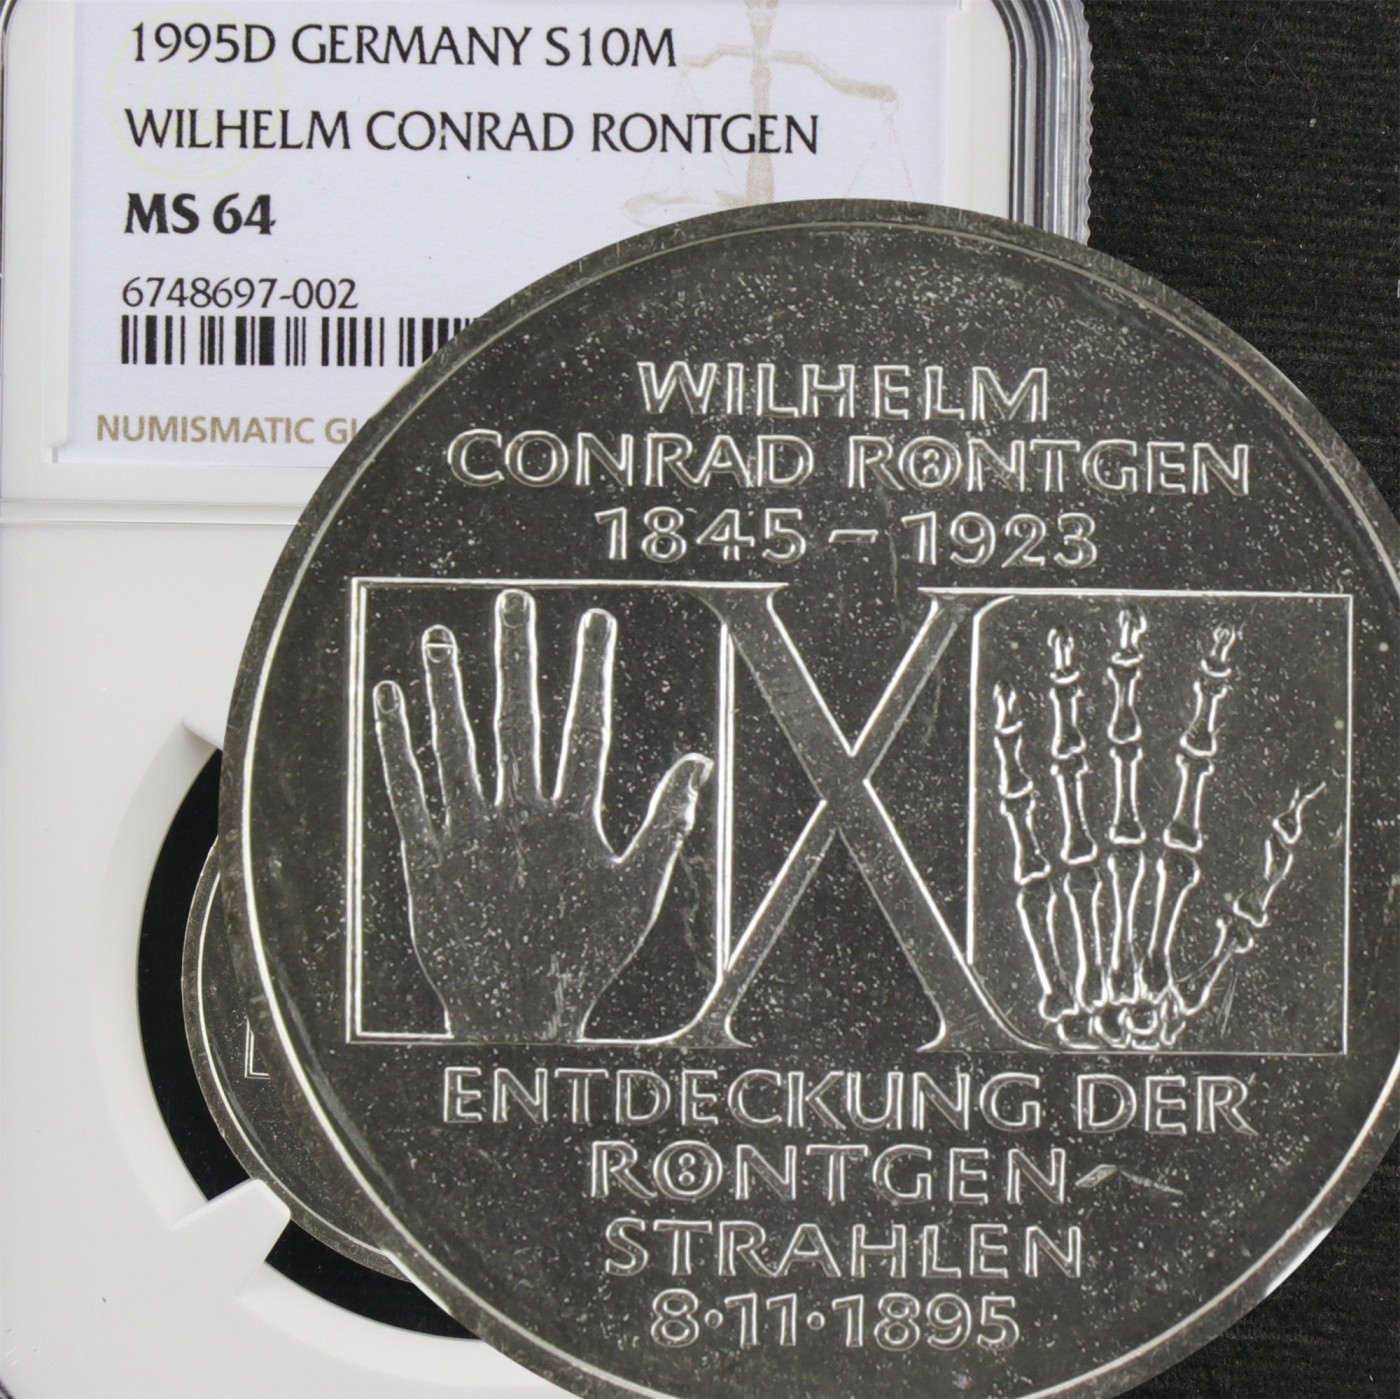 1995D GERMANY S10M
WILHELM CONRAD RONTGEN
MS 64
6748697-002
NUMISMATIC GU
WILHELM
CONRAD RÖNTGEN
1845 – 1923
X
ENTDECKUNG DER
RÖNTGEN-
STRAHLEN
8·11·1895